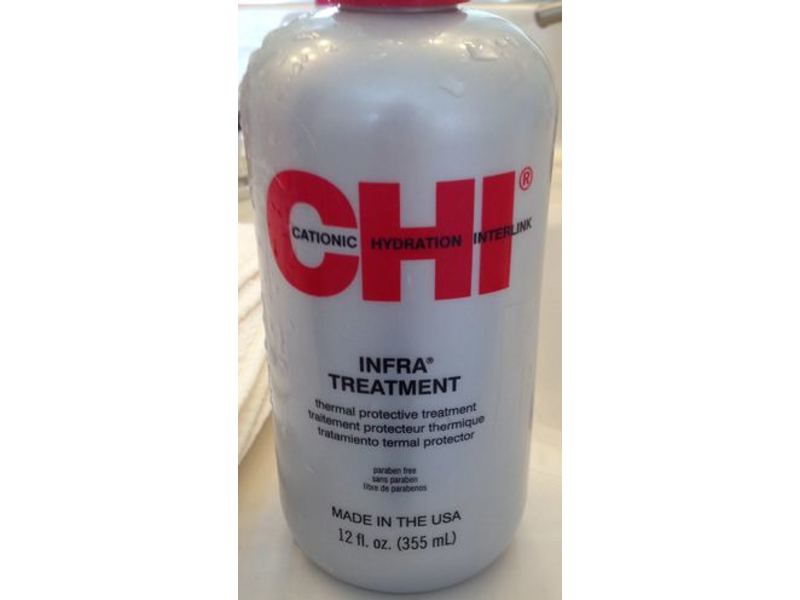 CHI®
CATIONIC HYDRATION INTERLINK
INFRA®
TREATMENT
thermal protective treatment
traitement protecteur thermique
tratamiento termal protector
paraben free
sans paraben
libre de parabenos
MADE IN THE USA
12 fl. oz. (355 mL)